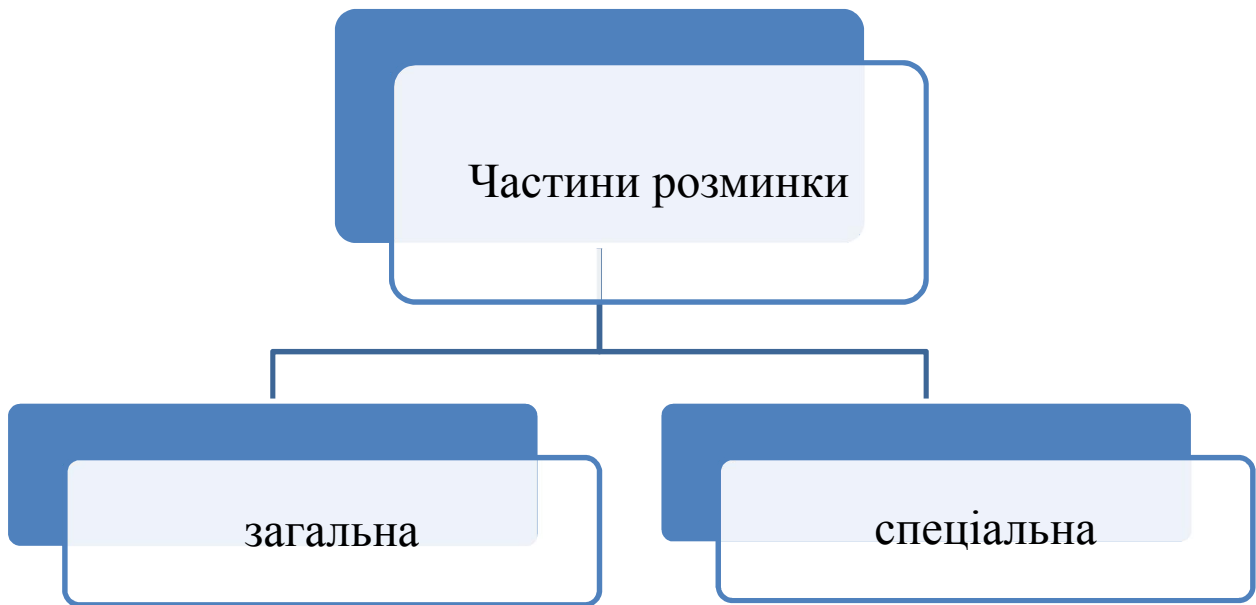 Частини розминки
загальна
спеціальна